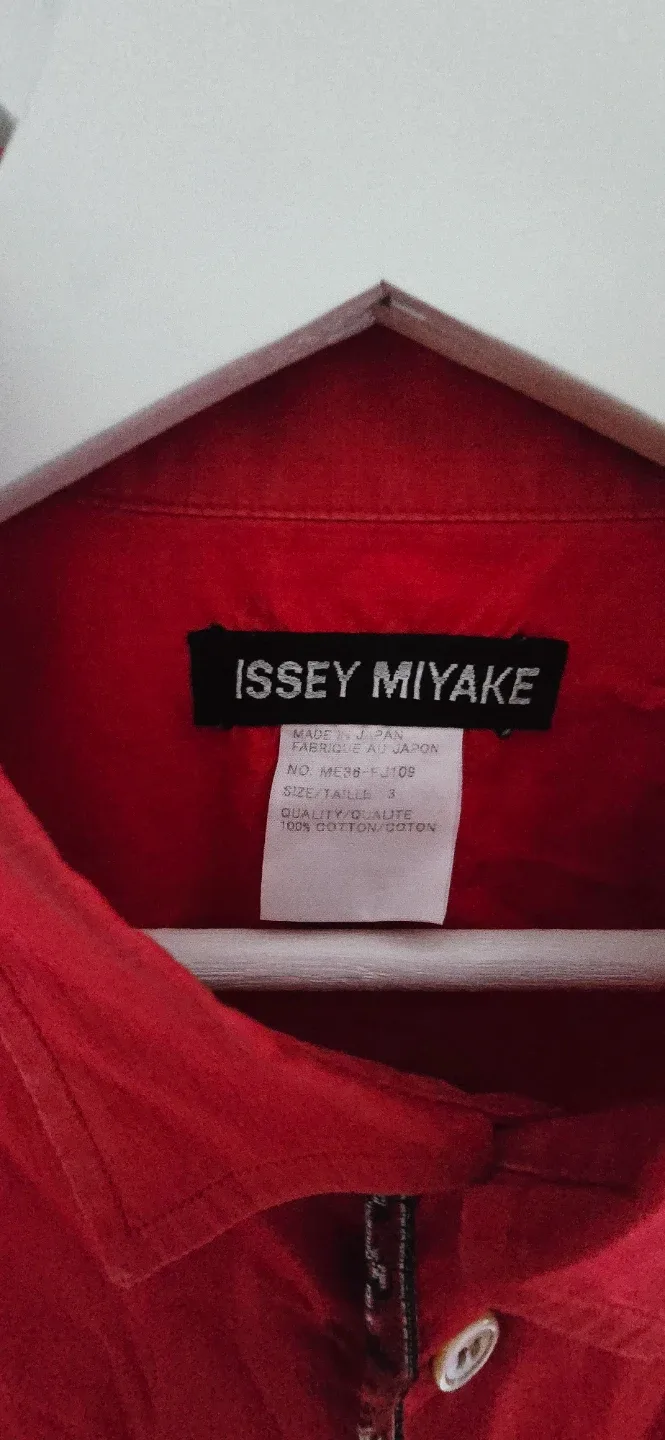 ISSEY MIYAKE
MADE IN JAPAN
FABRIQUE AU JAPON
NO. ME36-FJ109
SIZE/TAILLE 3
QUALITY/QUALITE
100% COTTON/COTON